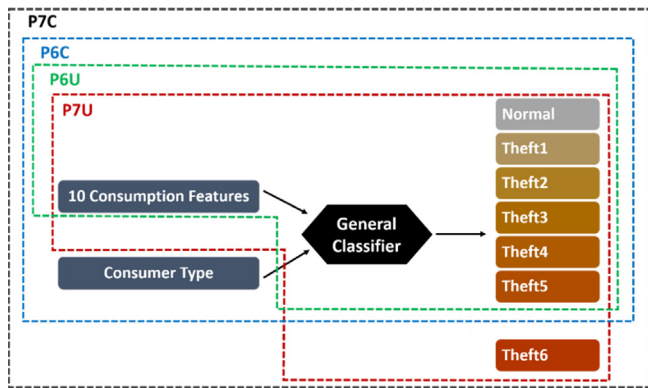 P7C
P6C
P6U
P7U
Normal
Theft1
Theft2
10 Consumption Features
Theft3
General
Classifier
Theft4
Consumer Type
Theft5
Theft6